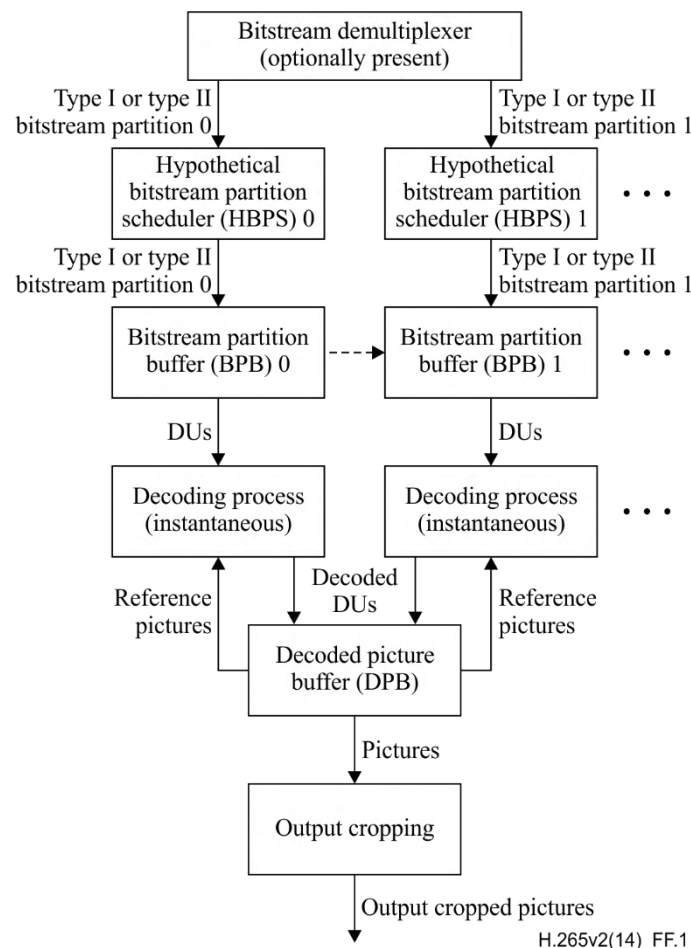 Bitstream demultiplexer
(optionally present)
Type I or type II
bitstream partition 0
Type I or type II
bitstream partition 1
Hypothetical
bitstream partition
scheduler (HBPS) 0
Hypothetical
bitstream partition
scheduler (HBPS) 1
Type I or type II
bitstream partition 0
Type I or type II
bitstream partition 1
Bitstream partition
buffer (BPB) 0
Bitstream partition
buffer (BPB) 1
DUs
DUs
Decoding process
(instantaneous)
Decoding process
(instantaneous)
Reference
pictures
Decoded
DUs
Reference
pictures
Decoded picture
buffer (DPB)
Pictures
Output cropping
Output cropped pictures
H.265v2(14)_FF.1